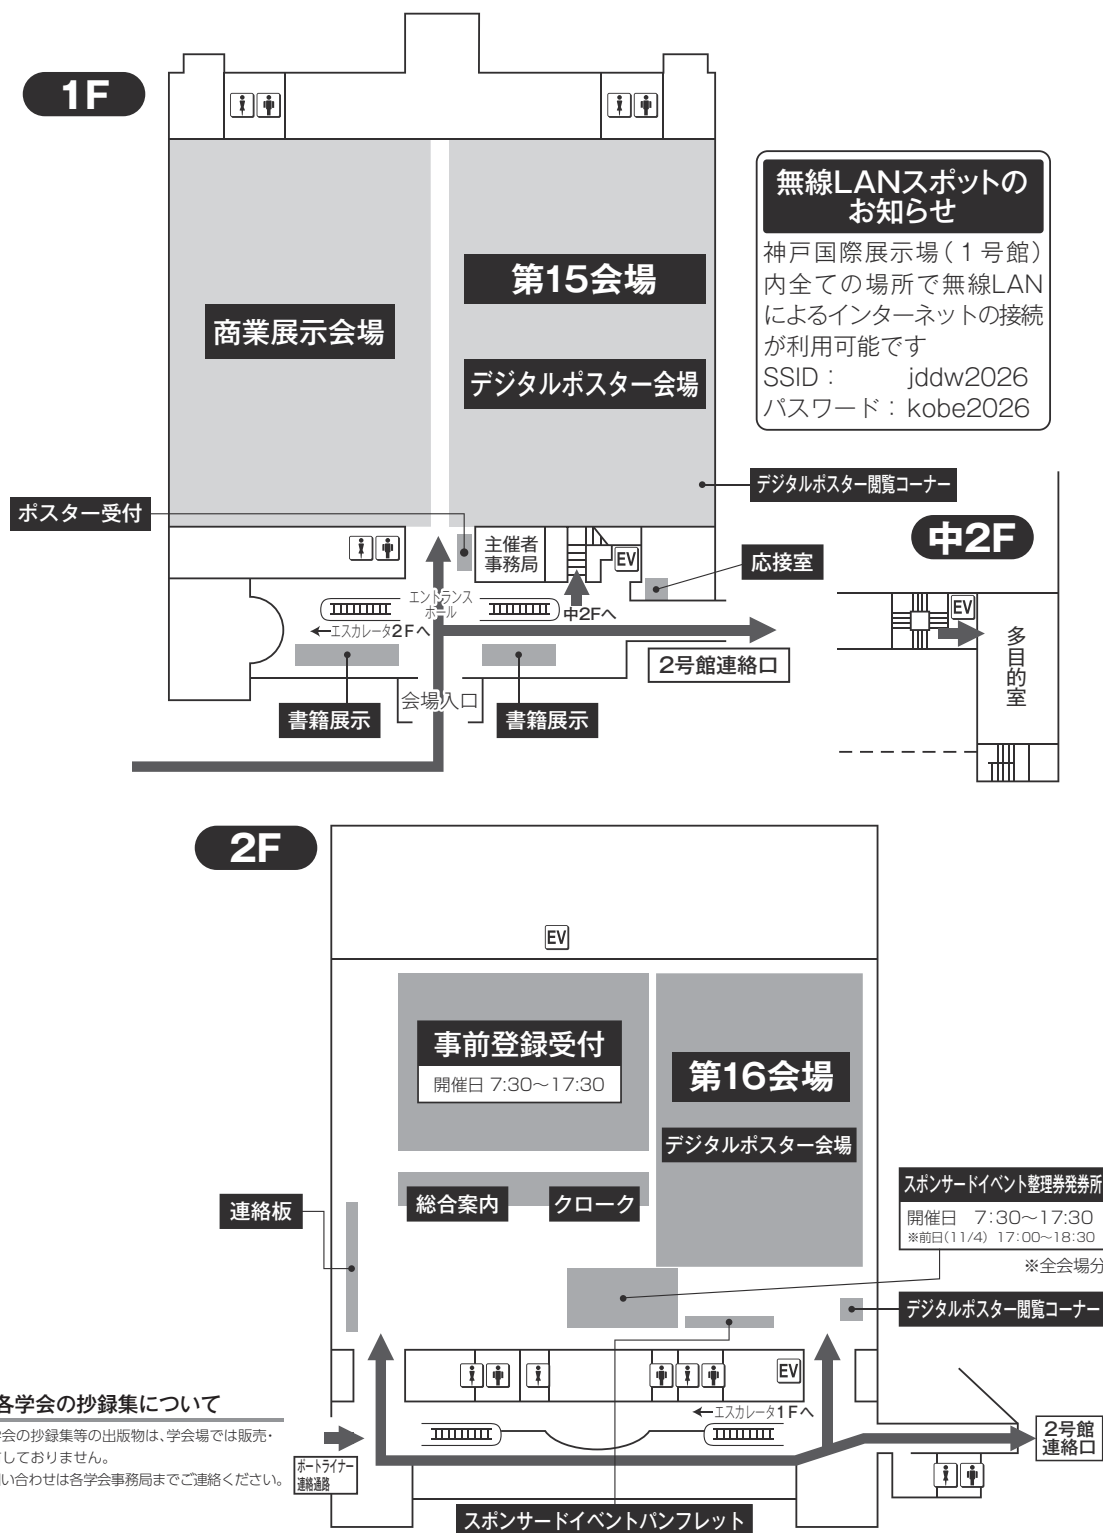 1F
無線LANスポットの
お知らせ
神戸国際展示場(1号館)
内全ての場所で無線LAN
によるインターネットの接続
が利用可能です
SSID: jddw2026
パスワード:kobe2026
第15会場
商業展示会場
デジタルポスター会場
デジタルポスター閲覧コーナー
ポスター受付
主催者
事務局
EV
応接室
エントランス
ホール
中2Fへ
←エスカレータ2Fへ
2号館連絡口
会場入口
書籍展示
書籍展示
中2F
EV
多目的室
2F
EV
事前登録受付
開催日 7:30～17:30
第16会場
デジタルポスター会場
総合案内
クローク
連絡板
スポンサードイベント整理券発券所
開催日 7:30～17:30
※前日(11/4) 17:00～18:30
※全会場分
デジタルポスター閲覧コーナー
EV
←エスカレータ1Fへ
各学会の抄録集について
学会の抄録集等の出版物は、学会場では販売・
しておりません。
い合わせは各学会事務局までご連絡ください。
ポートライナー
連絡通路
2号館
連絡口
スポンサードイベントパンフレット